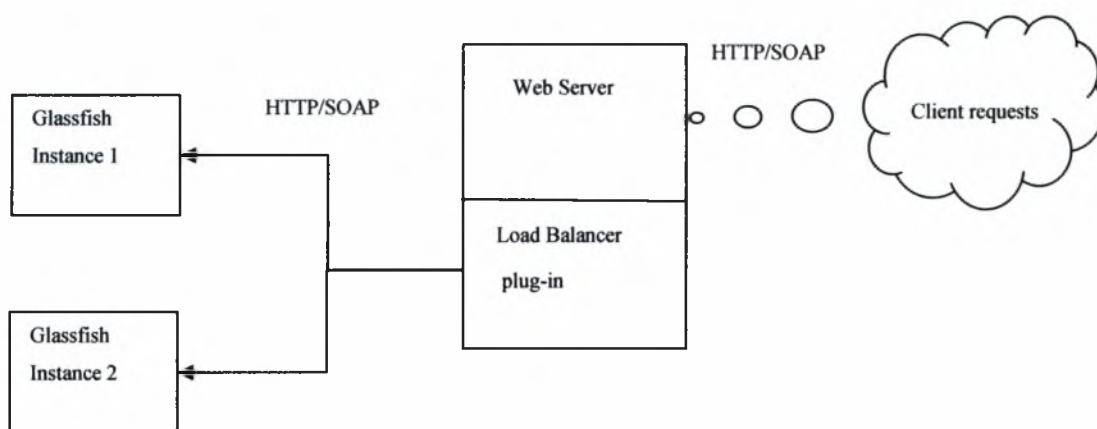 Glassfish
Instance 1
HTTP/SOAP
Web Server
HTTP/SOAP
Client requests
Load Balancer
plug-in
Glassfish
Instance 2